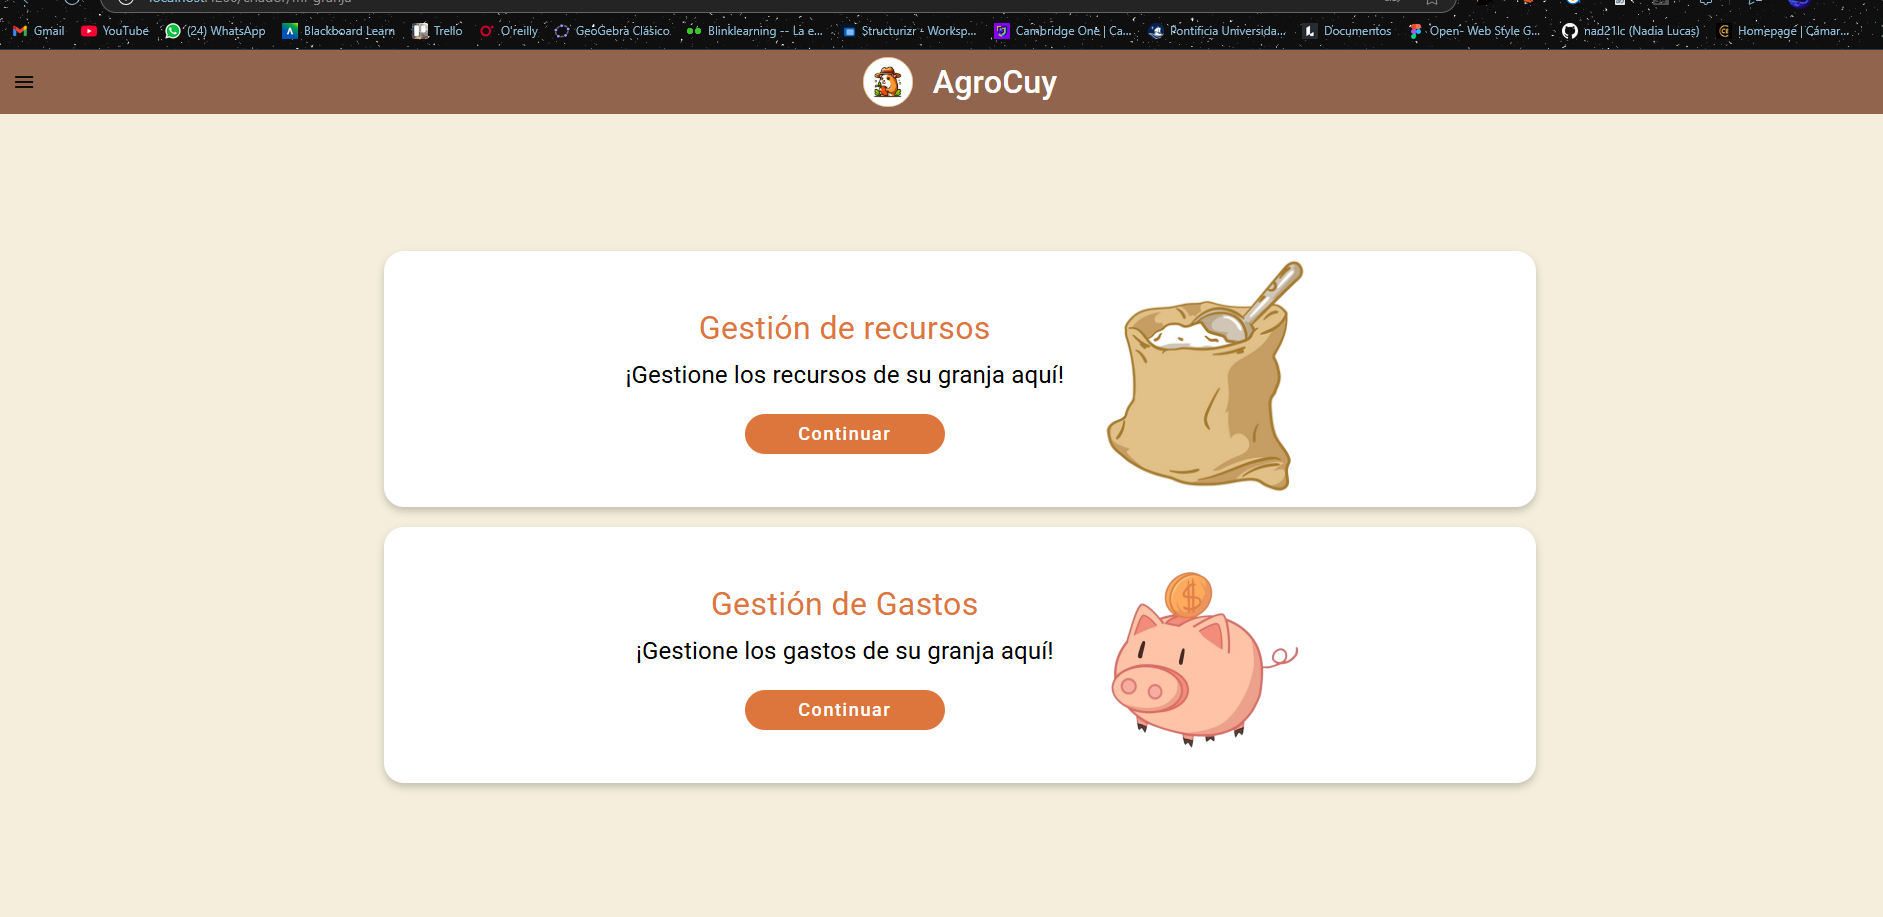 Gmail
YouTube
(24) WhatsApp
Blackboard Learn
Trello
O'reilly
GeoGebra Clásico
Blinklearning -- La e...
Structurizr - Worksp...
Cambridge One | Ca...
Pontificia Universida...
Documentos
Open- Web Style G...
nad21lc (Nadia Lucas)
Homepage | Cámar...
AgroCuy
Gestión de recursos
¡Gestione los recursos de su granja aquí!
Continuar
Gestión de Gastos
¡Gestione los gastos de su granja aquí!
Continuar